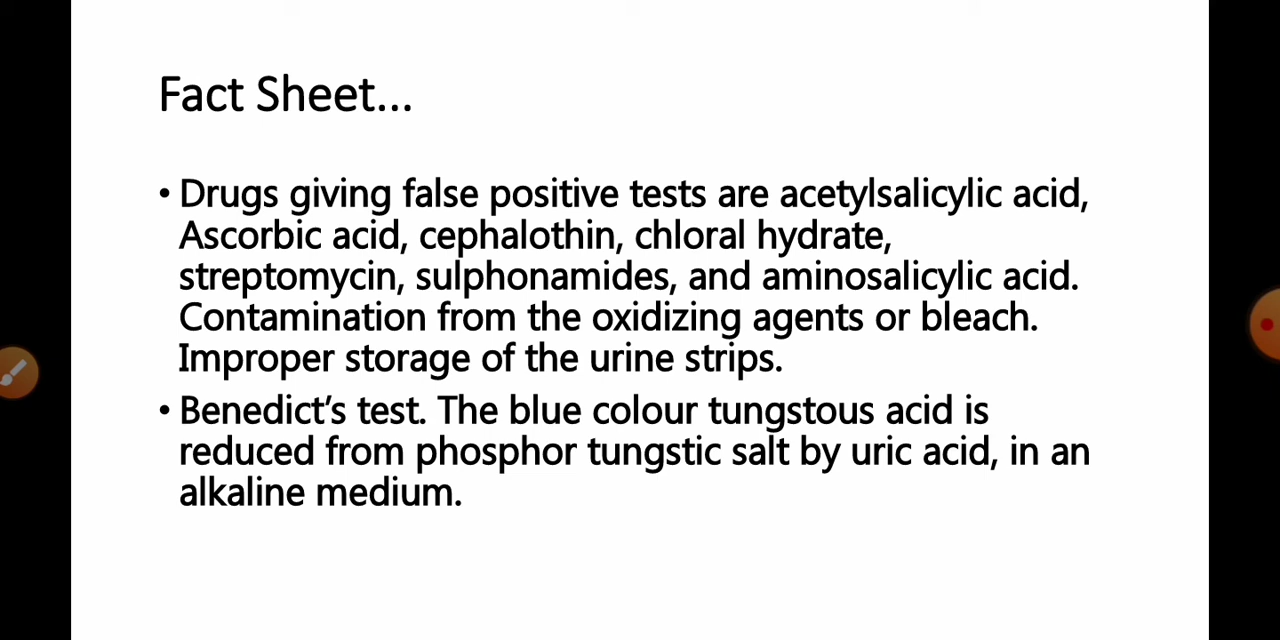 Fact Sheet...
• Drugs giving false positive tests are acetylsalicylic acid,
Ascorbic acid, cephalothin, chloral hydrate,
streptomycin, sulphonamides, and aminosalicylic acid.
Contamination from the oxidizing agents or bleach.
Improper storage of the urine strips.
• Benedict’s test. The blue colour tungstous acid is
reduced from phosphor tungstic salt by uric acid, in an
alkaline medium.